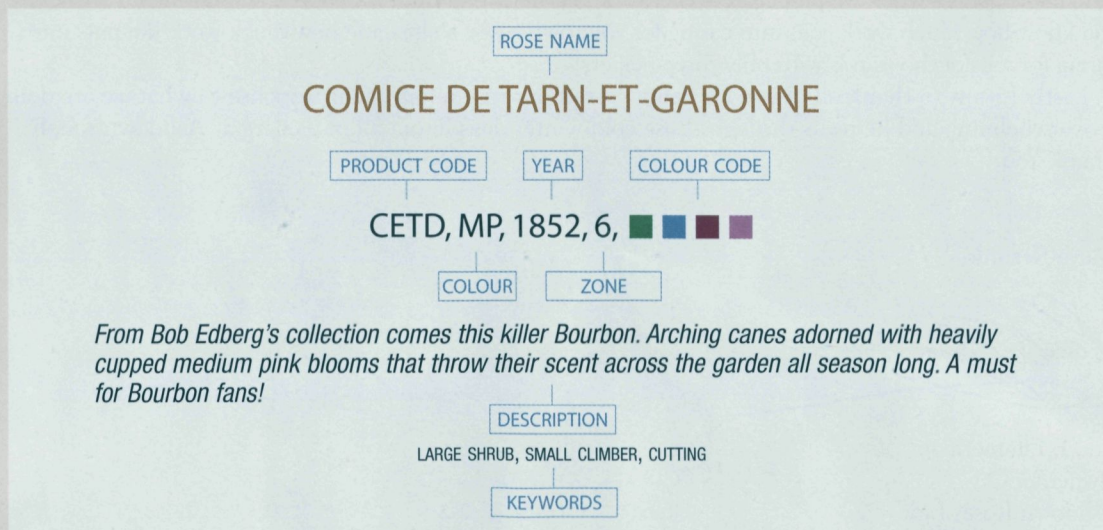 ROSE NAME
COMICE DE TARN-ET-GARONNE
PRODUCT CODE YEAR COLOUR CODE
CETD, MP, 1852, 6,
COLOUR ZONE
From Bob Edberg's collection comes this killer Bourbon. Arching canes adorned with heavily
cupped medium pink blooms that throw their scent across the garden all season long. A must
for Bourbon fans!
DESCRIPTION
LARGE SHRUB, SMALL CLIMBER, CUTTING
KEYWORDS